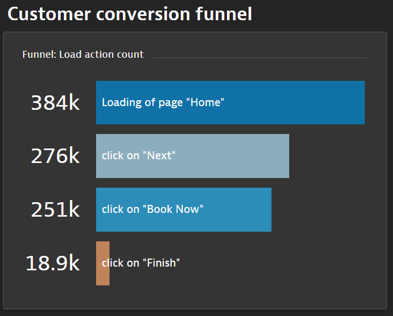 Customer conversion funnel
Funnel: Load action count
384k
Loading of page "Home"
276k
click on "Next"
251k
click on "Book Now"
18.9k
click on "Finish"